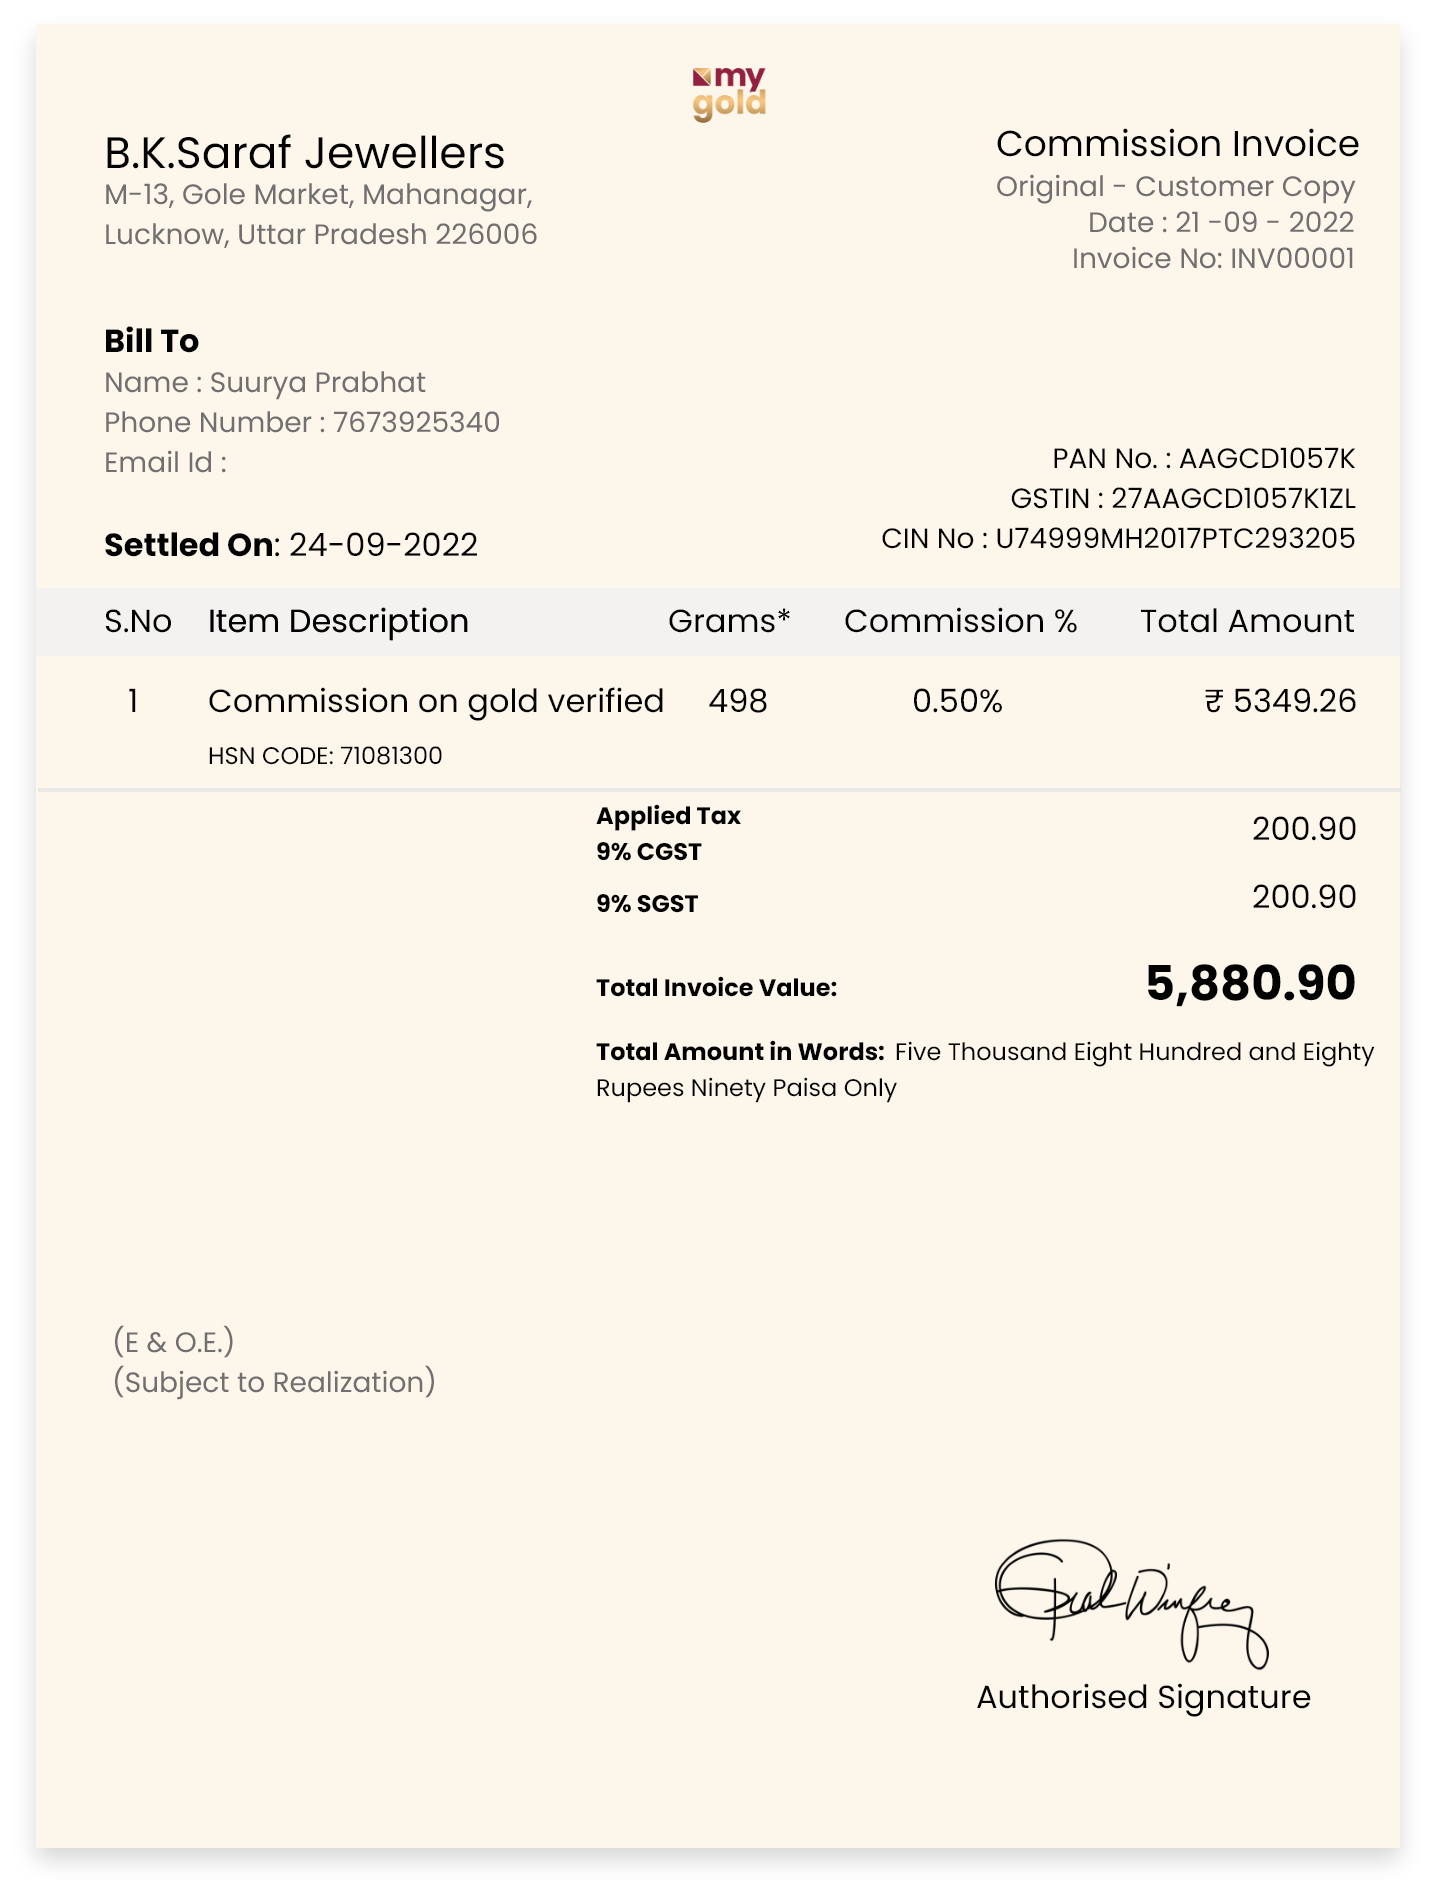 my
gold
B.K.Saraf Jewellers
M-13, Gole Market, Mahanagar,
Lucknow, Uttar Pradesh 226006
Commission Invoice
Original - Customer Copy
Date : 21 -09 - 2022
Invoice No: INV00001
Bill To
Name : Suurya Prabhat
Phone Number : 7673925340
Email Id :
Settled On: 24-09-2022
PAN No. : AAGCD1057K
GSTIN : 27AAGCD1057K1ZL
CIN No : U74999MH2017PTC293205
S.No Item Description Grams* Commission % Total Amount
1 Commission on gold verified 498 0.50% ₹ 5349.26
HSN CODE: 71081300
Applied Tax
9% CGST 200.90
9% SGST 200.90
Total Invoice Value: 5,880.90
Total Amount in Words: Five Thousand Eight Hundred and Eighty
Rupees Ninety Paisa Only
(E & O.E.)
(Subject to Realization)
Authorised Signature